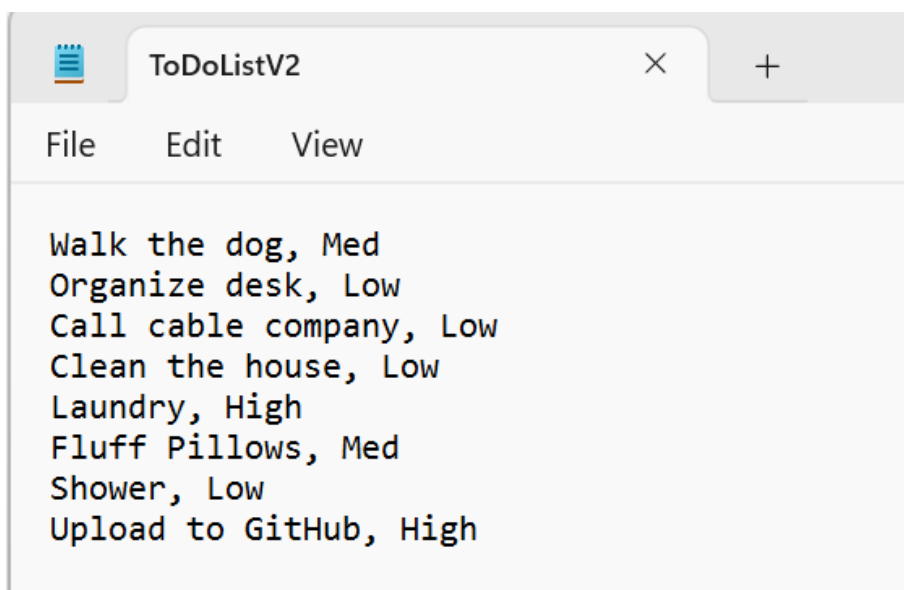 ToDoListV2
File Edit View
Walk the dog, Med
Organize desk, Low
Call cable company, Low
Clean the house, Low
Laundry, High
Fluff Pillows, Med
Shower, Low
Upload to GitHub, High